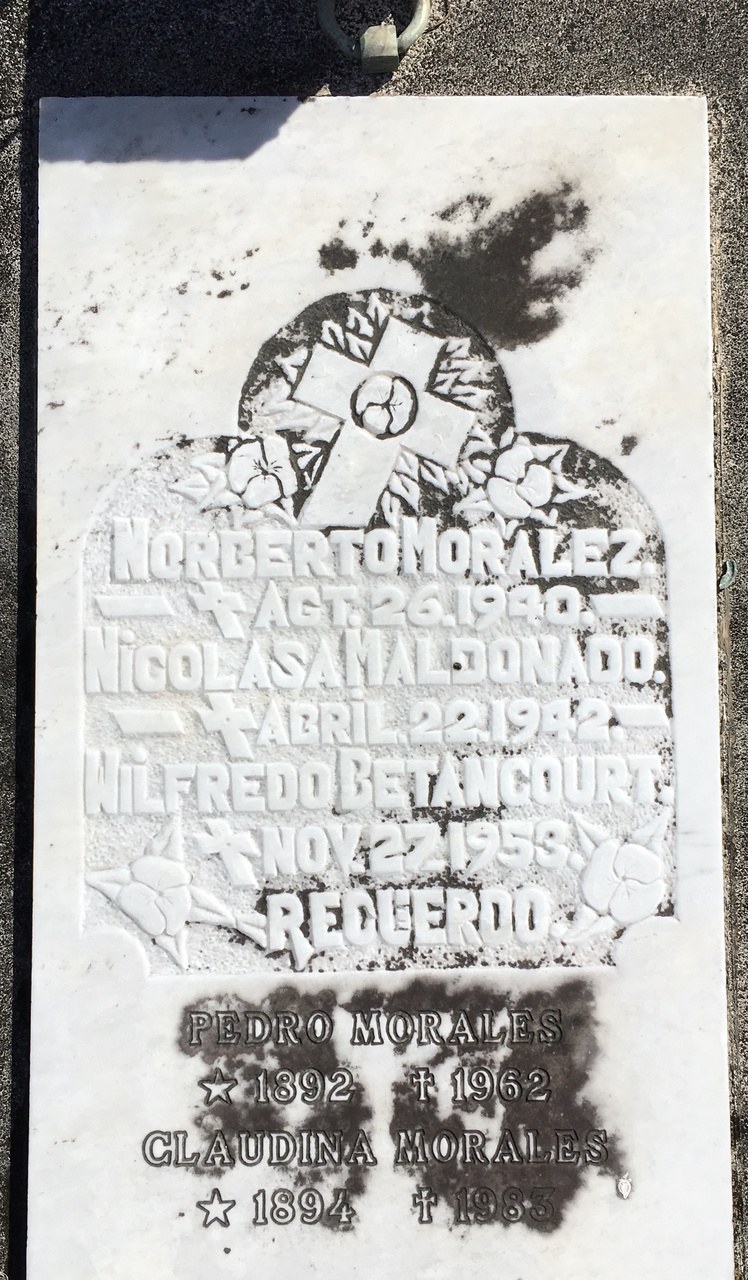 NORBERTO MORALEZ.
— ✝ AGT. 26. 1940. —
NiCOLASA MALDONADO.
— ✝ ABRiL. 22. 1942. —
WiLFREDO BETANCOURT.
✝ NOV. 27. 1953.
RECUERDO.
PEDRO MORALES
☆ 1892 ✝ 1962
CLAUDINA MORALES
☆ 1894 ✝ 1983